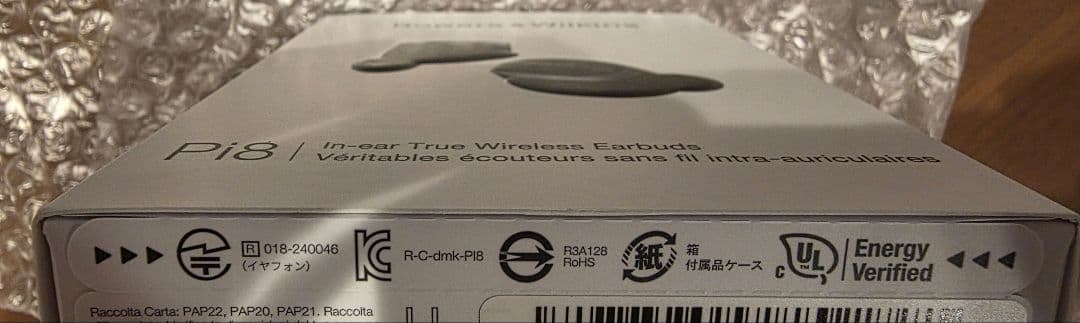 Bowers & Wilkins
Pi8 | In-ear True Wireless Earbuds
Véritables écouteurs sans fil intra-auriculaires
R 018-240046
(イヤフォン)
R-C-dmk-PI8
R3A128
RoHS
紙
箱
付属品ケース
c UL
Energy
Verified
Raccolta Carta: PAP22, PAP20, PAP21. Raccolta